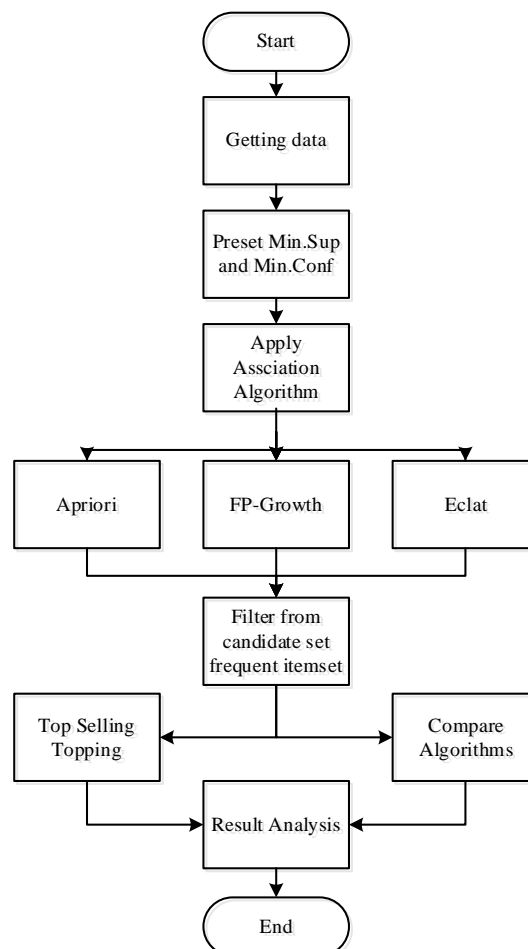 Start
Getting data
Preset Min.Sup
and Min.Conf
Apply
Assciation
Algorithm
Apriori
FP-Growth
Eclat
Filter from
candidate set
frequent itemset
Top Selling
Topping
Compare
Algorithms
Result Analysis
End